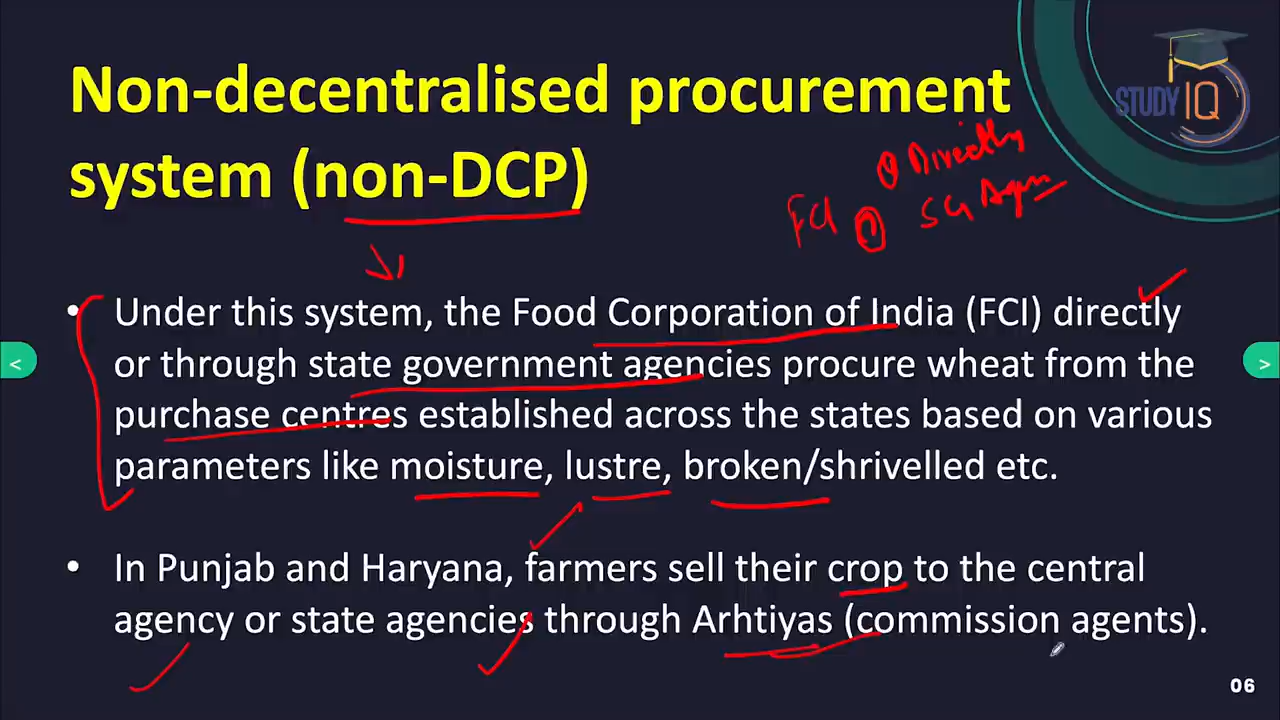 Non-decentralised procurement
system (non-DCP)
STUDY IQ
① Directly
FCI ② SG Agen
• Under this system, the Food Corporation of India (FCI) directly
or through state government agencies procure wheat from the
purchase centres established across the states based on various
parameters like moisture, lustre, broken/shrivelled etc.
• In Punjab and Haryana, farmers sell their crop to the central
agency or state agencies through Arhtiyas (commission agents).
<
>
06